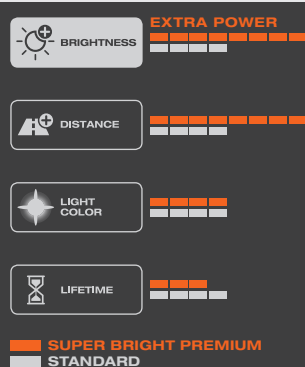 EXTRA POWER
BRIGHTNESS
DISTANCE
LIGHT
COLOR
LIFETIME
SUPER BRIGHT PREMIUM
STANDARD